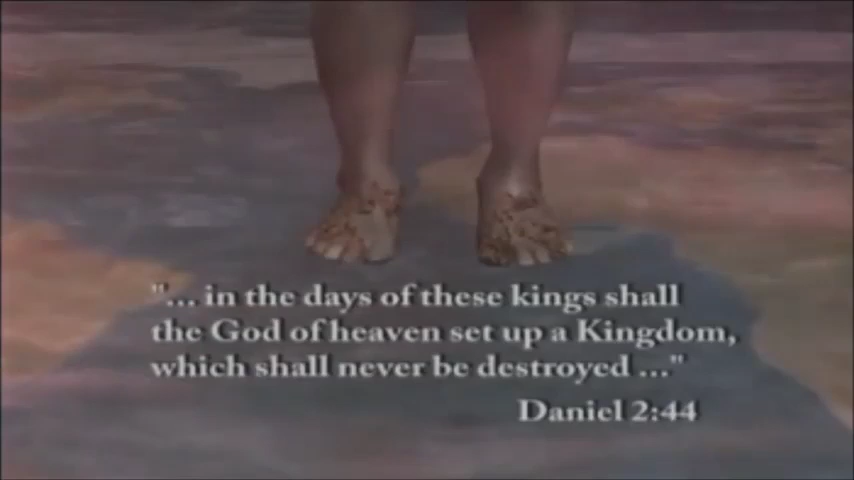 "... in the days of these kings shall
the God of heaven set up a Kingdom,
which shall never be destroyed ..."
Daniel 2:44